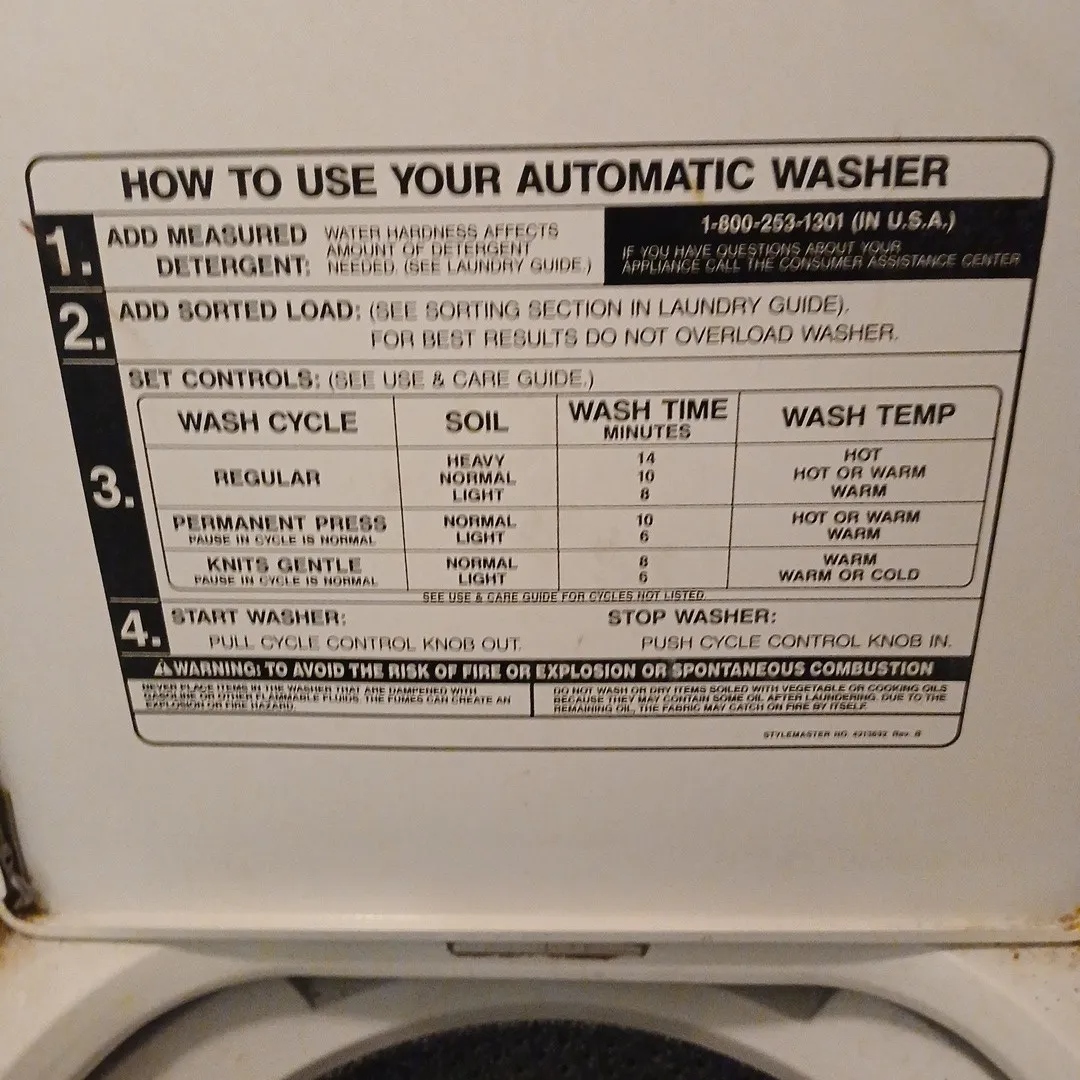 HOW TO USE YOUR AUTOMATIC WASHER
1. ADD MEASURED DETERGENT:
WATER HARDNESS AFFECTS
AMOUNT OF DETERGENT
NEEDED. (SEE LAUNDRY GUIDE.)
1-800-253-1301 (IN U.S.A.)
IF YOU HAVE QUESTIONS ABOUT YOUR
APPLIANCE CALL THE CONSUMER ASSISTANCE CENTER
2. ADD SORTED LOAD: (SEE SORTING SECTION IN LAUNDRY GUIDE).
FOR BEST RESULTS DO NOT OVERLOAD WASHER.
3. SET CONTROLS: (SEE USE & CARE GUIDE.)
WASH CYCLE SOIL WASH TIME MINUTES WASH TEMP
REGULAR HEAVY 14 HOT
NORMAL 10 HOT OR WARM
LIGHT 8 WARM
PERMANENT PRESS NORMAL 10 HOT OR WARM
PAUSE IN CYCLE IS NORMAL LIGHT 6 WARM
KNITS GENTLE NORMAL 8 WARM
PAUSE IN CYCLE IS NORMAL LIGHT 6 WARM OR COLD
SEE USE & CARE GUIDE FOR CYCLES NOT LISTED.
4. START WASHER: STOP WASHER:
PULL CYCLE CONTROL KNOB OUT. PUSH CYCLE CONTROL KNOB IN.
⚠WARNING: TO AVOID THE RISK OF FIRE OR EXPLOSION OR SPONTANEOUS COMBUSTION
NEVER PLACE ITEMS IN THE WASHER THAT ARE DAMPENED WITH
GASOLINE OR OTHER FLAMMABLE FLUIDS. THE FUMES CAN CREATE AN
EXPLOSION OR FIRE HAZARD.
DO NOT WASH OR DRY ITEMS SOILED WITH VEGETABLE OR COOKING OILS
BECAUSE THEY MAY CONTAIN SOME OIL AFTER LAUNDERING. DUE TO THE
REMAINING OIL, THE FABRIC MAY CATCH ON FIRE BY ITSELF.
STYLEMASTER NO. Rev. B